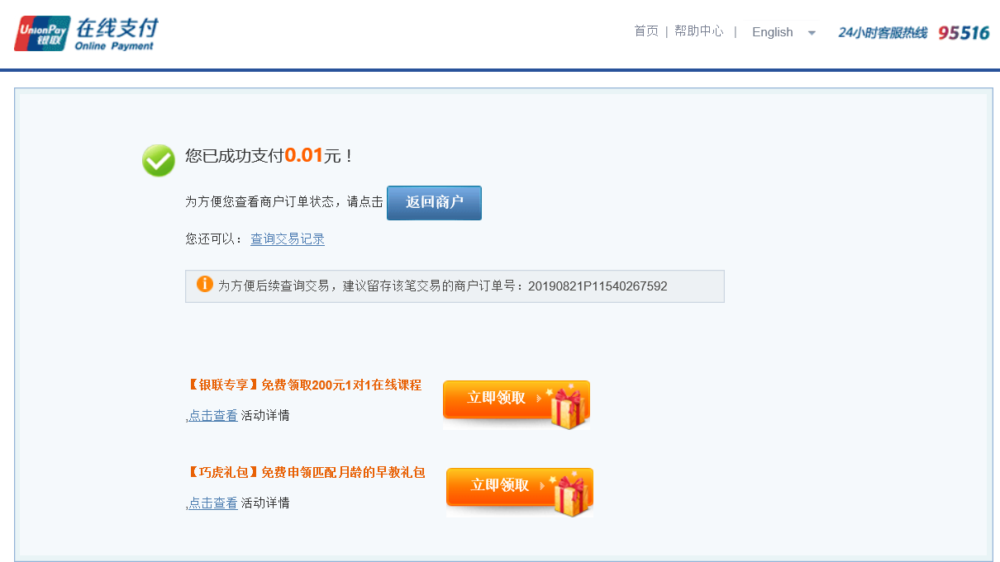 UnionPay 银联 在线支付
Online Payment
首页 | 帮助中心 | English 24小时客服热线 95516
您已成功支付0.01元！
为方便您查看商户订单状态，请点击 返回商户
您还可以： 查询交易记录
i 为方便后续查询交易，建议留存该笔交易的商户订单号：20190821P11540267592
【银联专享】免费领取200元1对1在线课程 立即领取
,点击查看 活动详情
【巧虎礼包】免费申领匹配月龄的早教礼包 立即领取
,点击查看 活动详情